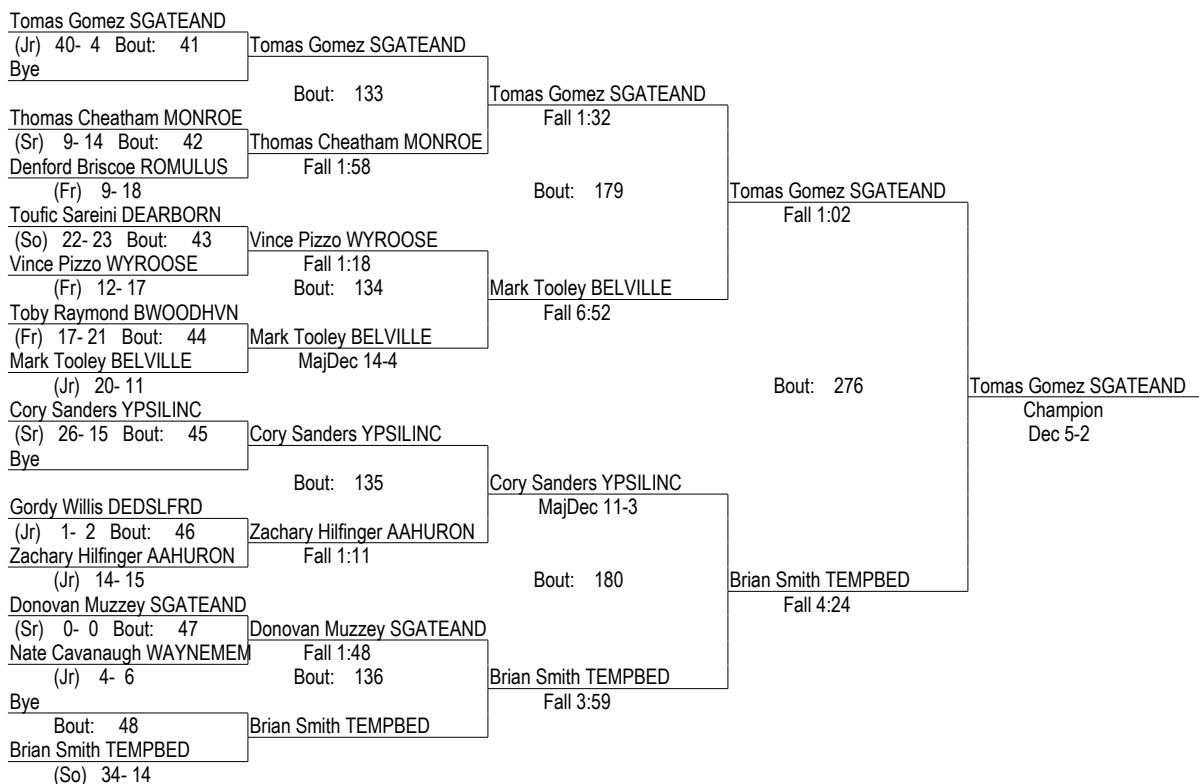 Tomas Gomez SGATEAND
(Jr) 40- 4 Bout: 41 Tomas Gomez SGATEAND
Bye
Bout: 133 Tomas Gomez SGATEAND
Thomas Cheatham MONROE Fall 1:32
(Sr) 9- 14 Bout: 42 Thomas Cheatham MONROE
Denford Briscoe ROMULUS Fall 1:58
(Fr) 9- 18 Bout: 179 Tomas Gomez SGATEAND
Toufic Sareini DEARBORN Fall 1:02
(So) 22- 23 Bout: 43 Vince Pizzo WYROOSE
Vince Pizzo WYROOSE Fall 1:18
(Fr) 12- 17 Bout: 134 Mark Tooley BELVILLE
Toby Raymond BWOODHVN Fall 6:52
(Fr) 17- 21 Bout: 44 Mark Tooley BELVILLE
Mark Tooley BELVILLE MajDec 14-4
(Jr) 20- 11 Bout: 276 Tomas Gomez SGATEAND
Cory Sanders YPSILINC Champion
(Sr) 26- 15 Bout: 45 Cory Sanders YPSILINC Dec 5-2
Bye
Bout: 135 Cory Sanders YPSILINC
Gordy Willis DEDSLFRD MajDec 11-3
(Jr) 1- 2 Bout: 46 Zachary Hilfinger AAHURON
Zachary Hilfinger AAHURON Fall 1:11
(Jr) 14- 15 Bout: 180 Brian Smith TEMPBED
Donovan Muzzey SGATEAND Fall 4:24
(Sr) 0- 0 Bout: 47 Donovan Muzzey SGATEAND
Nate Cavanaugh WAYNEMEM Fall 1:48
(Jr) 4- 6 Bout: 136 Brian Smith TEMPBED
Bye Fall 3:59
Bout: 48 Brian Smith TEMPBED
Brian Smith TEMPBED
(So) 34- 14